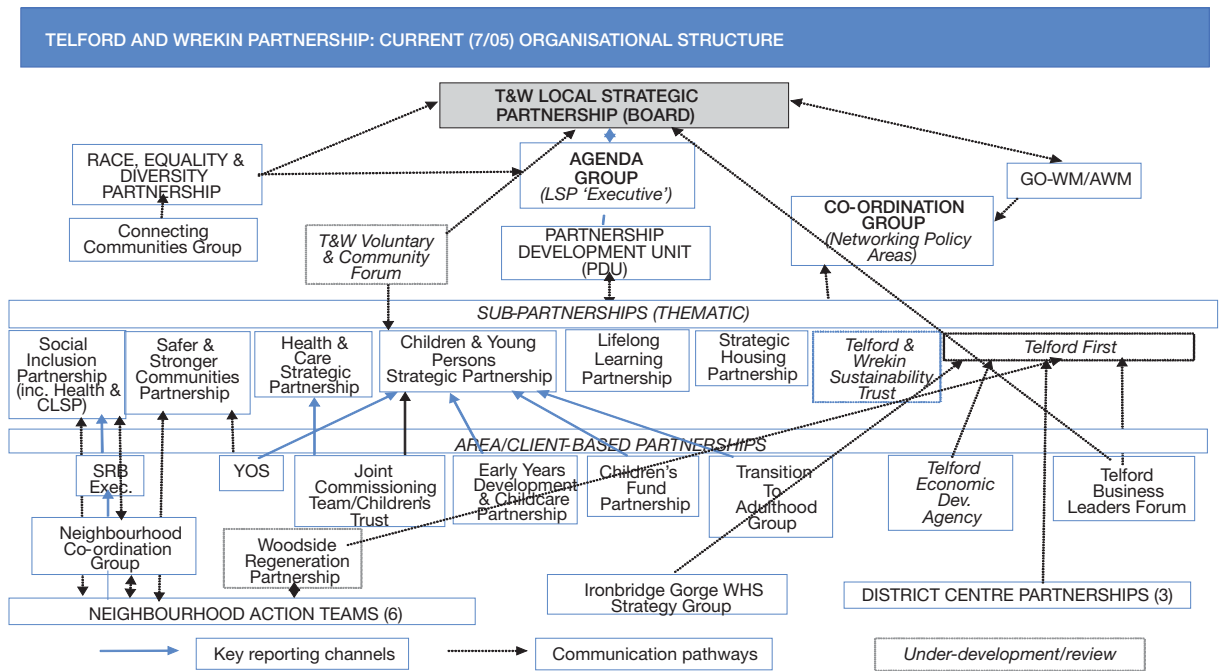 TELFORD AND WREKIN PARTNERSHIP: CURRENT (7/05) ORGANISATIONAL STRUCTURE
T&W LOCAL STRATEGIC
PARTNERSHIP (BOARD)
RACE, EQUALITY &
DIVERSITY
PARTNERSHIP
AGENDA
GROUP
(LSP 'Executive')
GO-WM/AWM
Connecting
Communities Group
T&W Voluntary
& Community
Forum
PARTNERSHIP
DEVELOPMENT UNIT
(PDU)
CO-ORDINATION
GROUP
(Networking Policy
Areas)
SUB-PARTNERSHIPS (THEMATIC)
Social
Inclusion
Partnership
(inc. Health &
CLSP)
Safer &
Stronger
Communities
Partnership
Health &
Care
Strategic
Partnership
Children & Young
Persons
Strategic Partnership
Lifelong
Learning
Partnership
Strategic
Housing
Partnership
Telford &
Wrekin
Sustainability
Trust
Telford First
AREA/CLIENT-BASED PARTNERSHIPS
SRB
Exec.
YOS
Joint
Commissioning
Team/Children's
Trust
Early Years
Development
& Childcare
Partnership
Children's
Fund
Partnership
Transition
To
Adulthood
Group
Telford
Economic
Dev.
Agency
Telford
Business
Leaders Forum
Neighbourhood
Co-ordination
Group
Woodside
Regeneration
Partnership
Ironbridge Gorge WHS
Strategy Group
DISTRICT CENTRE PARTNERSHIPS (3)
NEIGHBOURHOOD ACTION TEAMS (6)
Key reporting channels
Communication pathways
Under-development/review